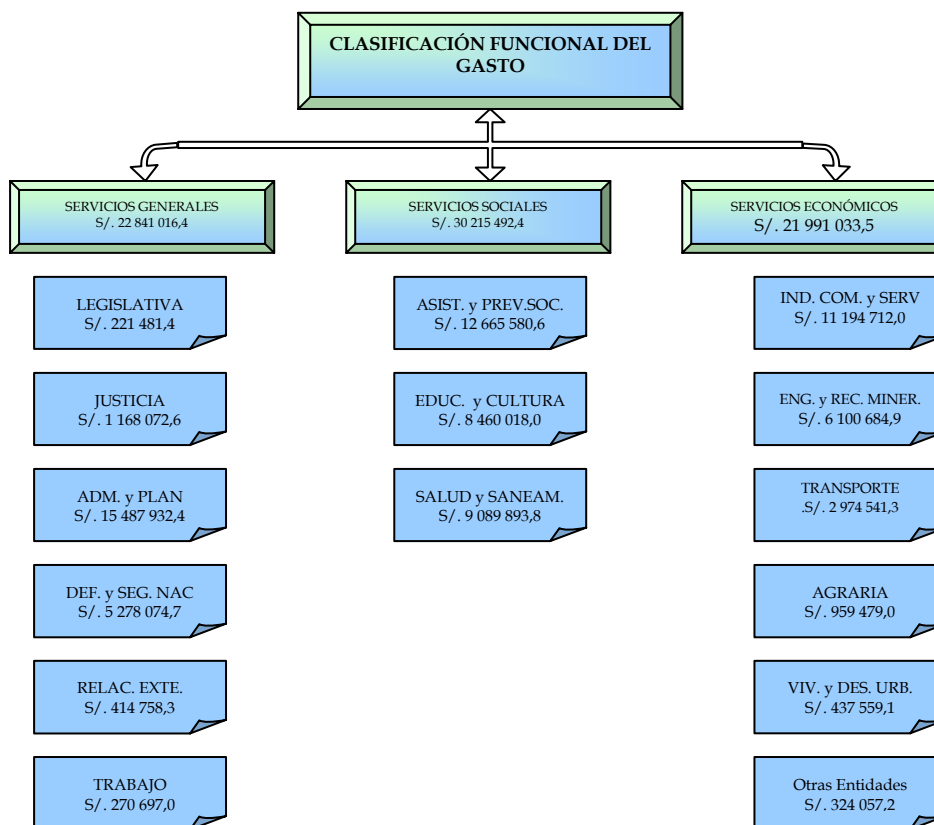 CLASIFICACIÓN FUNCIONAL DEL
GASTO
SERVICIOS GENERALES
S/. 22 841 016,4
LEGISLATIVA
S/. 221 481,4
JUSTICIA
S/. 1 168 072,6
ADM. y PLAN
S/. 15 487 932,4
DEF. y SEG. NAC
S/. 5 278 074,7
RELAC. EXTE.
S/. 414 758,3
TRABAJO
S/. 270 697,0
SERVICIOS SOCIALES
S/. 30 215 492,4
ASIST. y PREV.SOC.
S/. 12 665 580,6
EDUC. y CULTURA
S/. 8 460 018,0
SALUD y SANEAM.
S/. 9 089 893,8
SERVICIOS ECONÓMICOS
S/. 21 991 033,5
IND. COM. y SERV
S/. 11 194 712,0
ENG. y REC. MINER.
S/. 6 100 684,9
TRANSPORTE
.S/. 2 974 541,3
AGRARIA
S/. 959 479,0
VIV. y DES. URB.
S/. 437 559,1
Otras Entidades
S/. 324 057,2